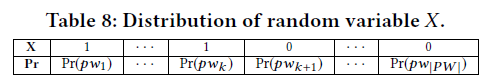 Table 8: Distribution of random variable X.
X 1 · · · 1 0 · · · 0
Pr Pr(pw₁) · · · Pr(pwₖ) Pr(pwₖ₊₁) · · · Pr(pw|PW|)